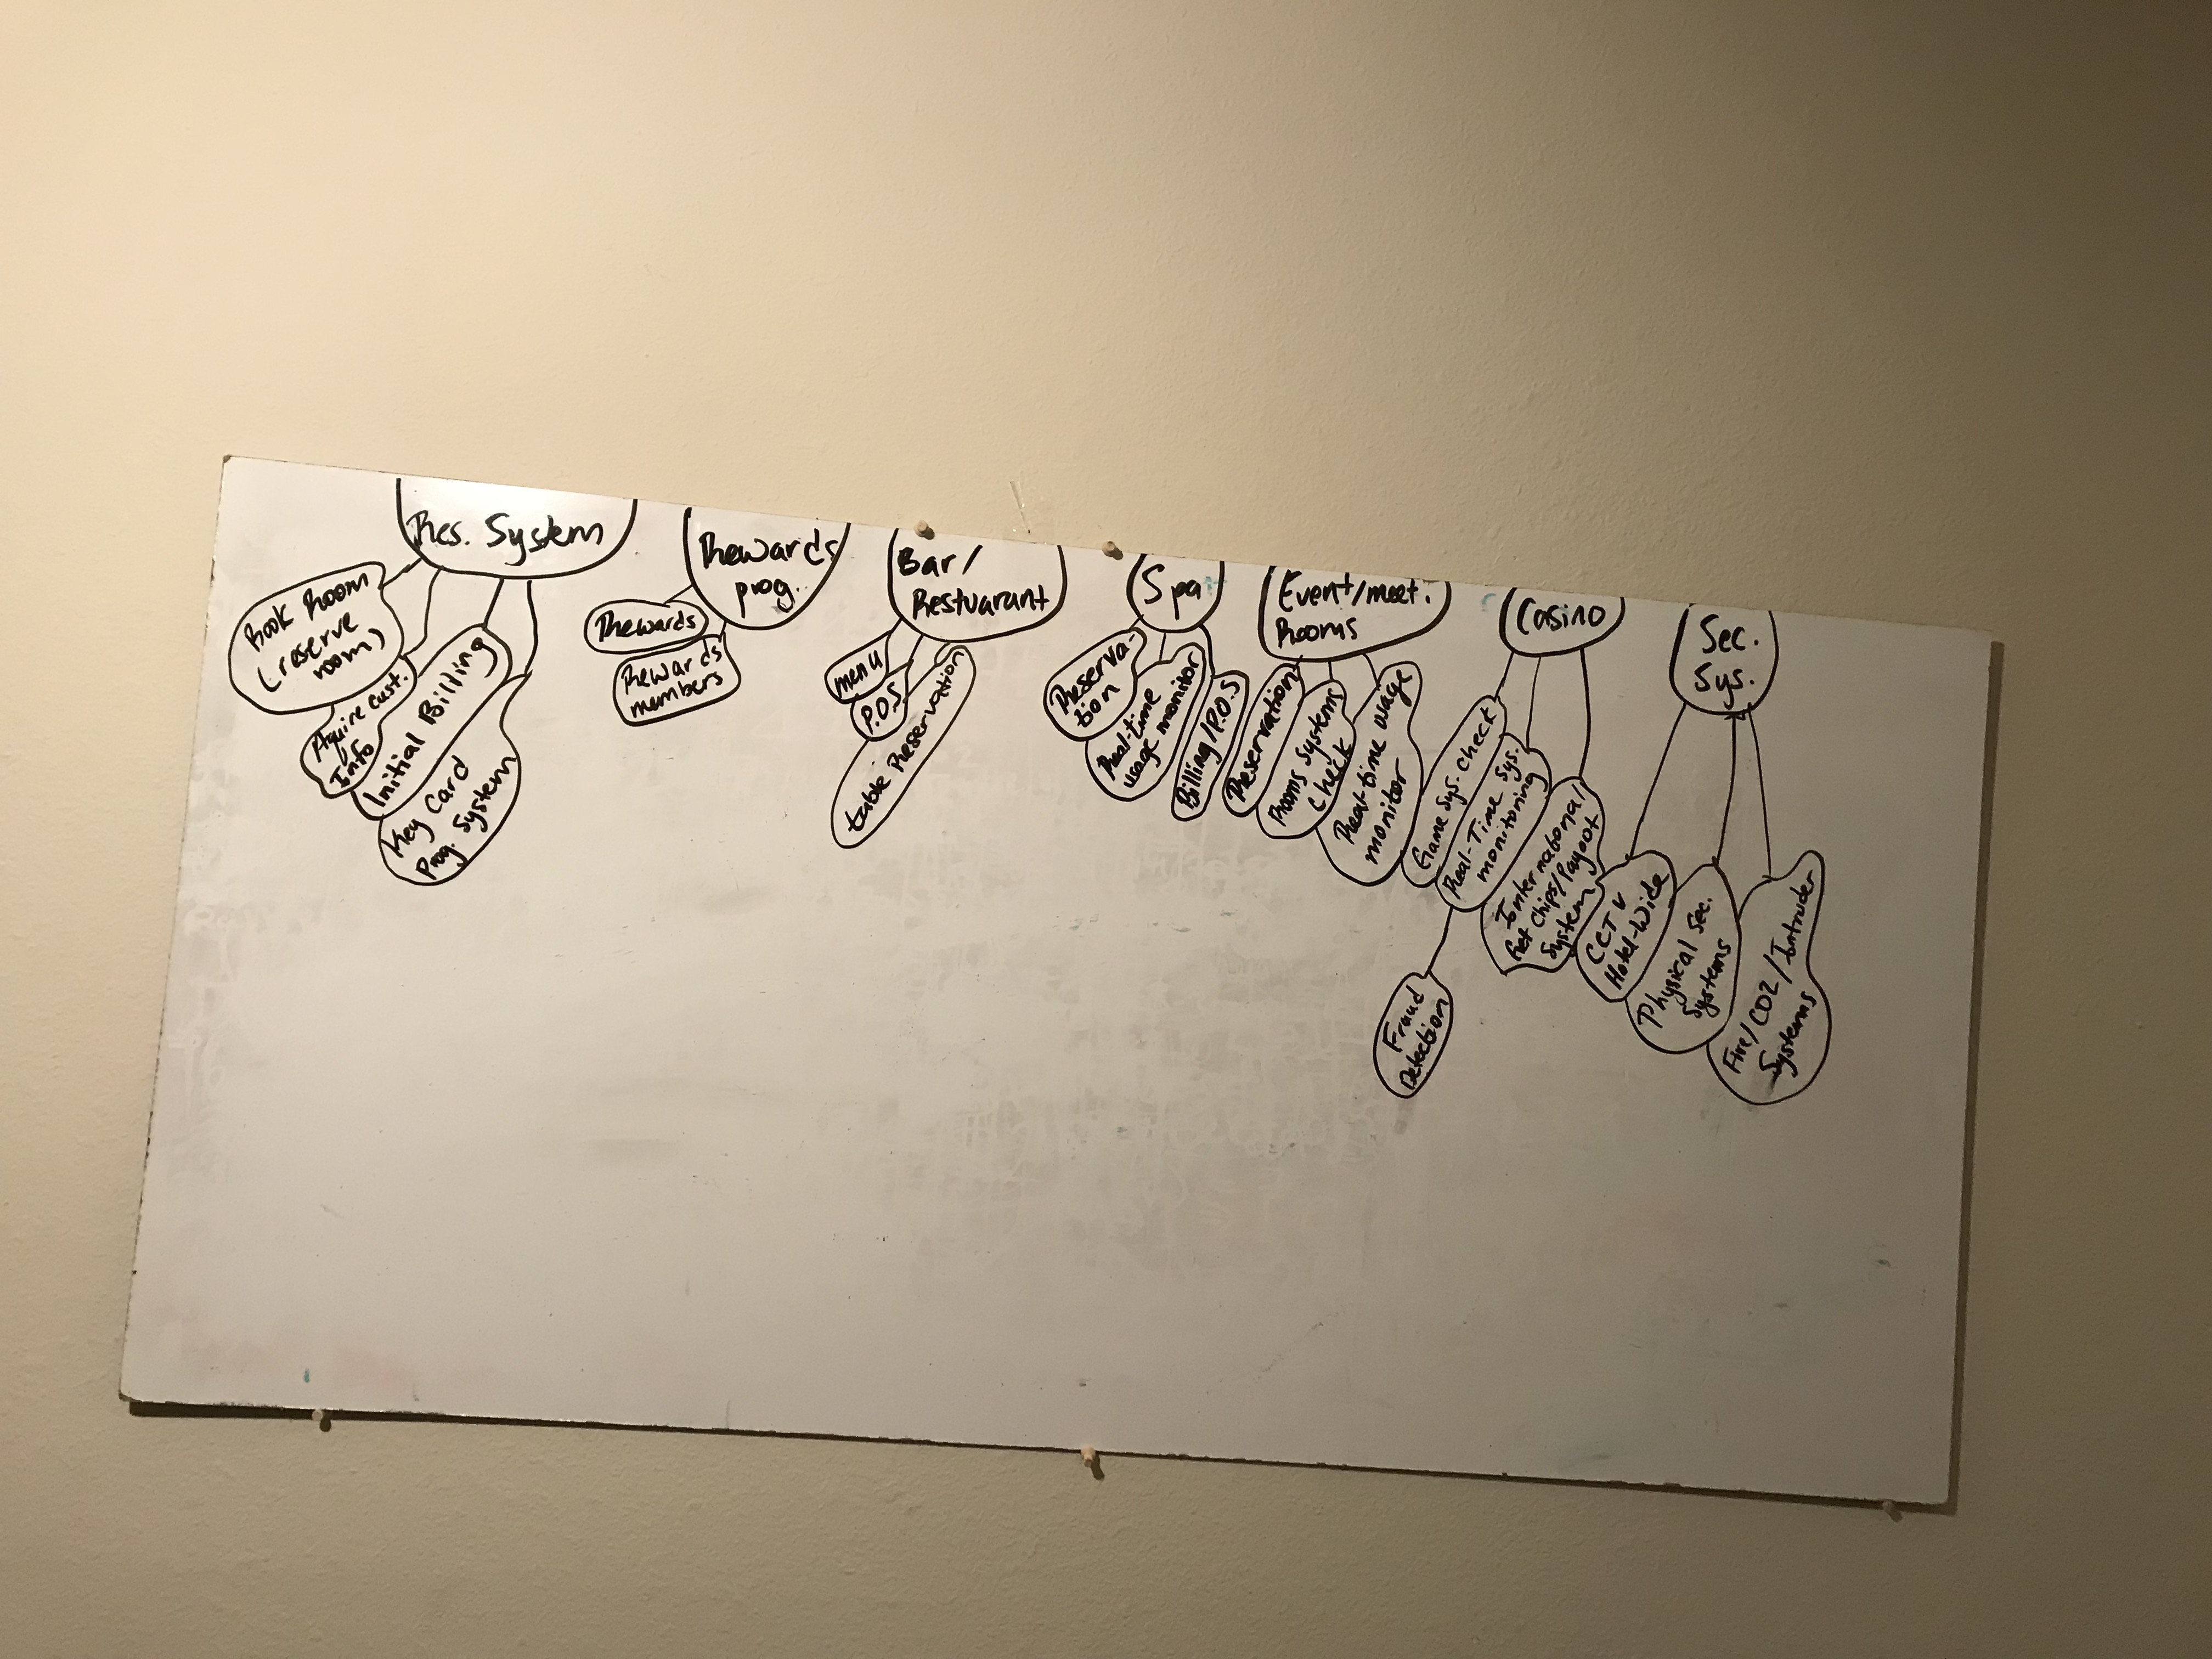 Res. System
Book Room
(reserve
room)
Aquire cust.
Info
Initial Billing
Key Card
Prog. System
Rewards
prog.
Rewards
Rewards
members
Bar/
Restuarant
menu
P.O.S
table Reservation
Spa
Reserva-
tion
Real-time
usage monitor
Billing/P.O.S
Event/meet.
Rooms
Reservation
Rooms Systems
Check
Real-time usage
monitor
Casino
Game Sys. Check
Real-Time Sys.
monitoring
Fraud
Detection
International
Chips/Payout
System
Sec.
Sys.
CCTV
Hotel-Wide
Physical Sec.
Systems
Fire/CO2/Intruder
Systems